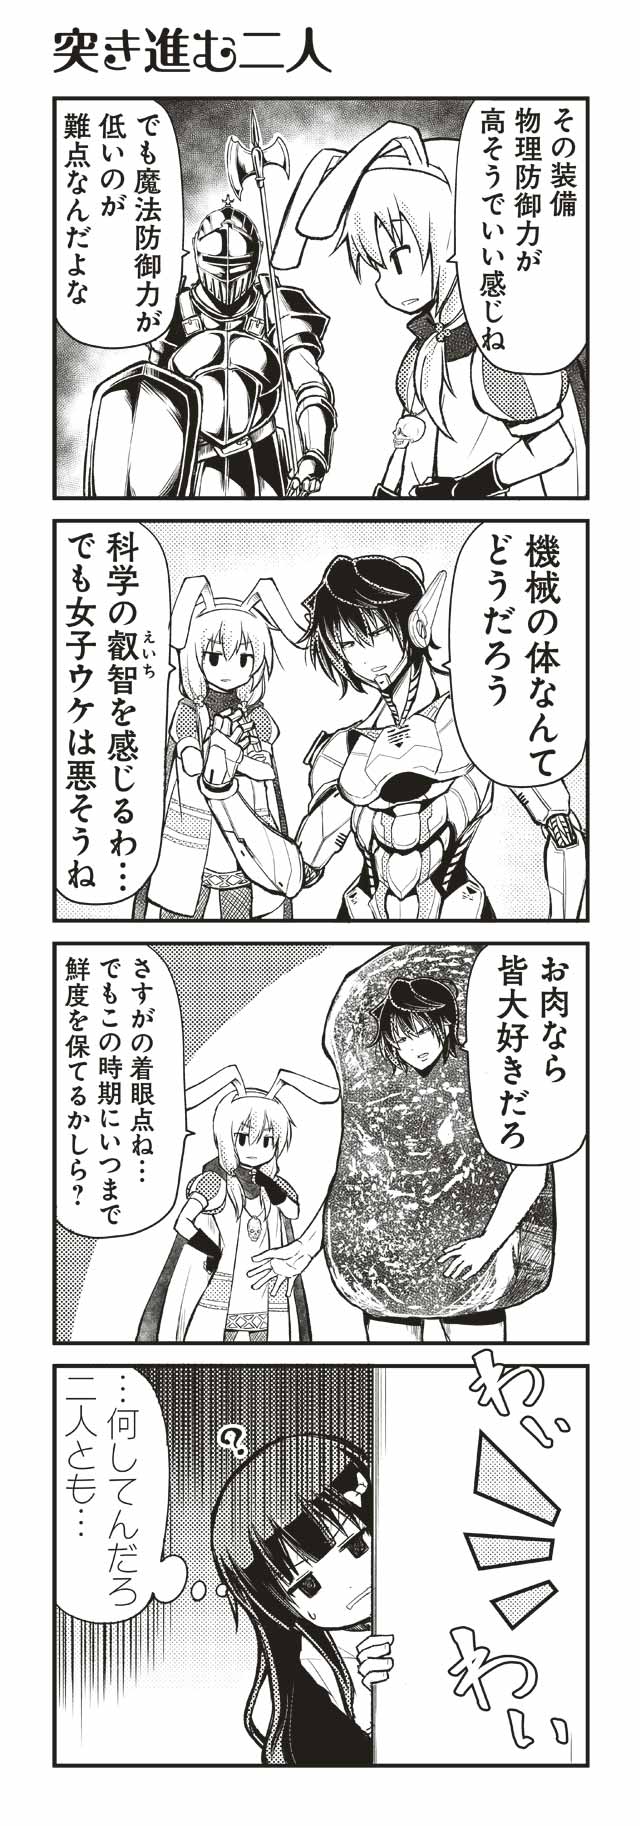 突き進む二人
その装備
物理防御力が
高そうでいい感じね
でも魔法防御力が
低いのが
難点なんだよな
機械の体なんて
どうだろう
科学の叡智を感じるわ…
えいち
でも女子ウケは悪そうね
お肉なら
皆大好きだろ
さすがの着眼点ね…
でもこの時期にいつまで
鮮度を保てるかしら?
わぃ
わい
?
…何してんだろ
二人とも…